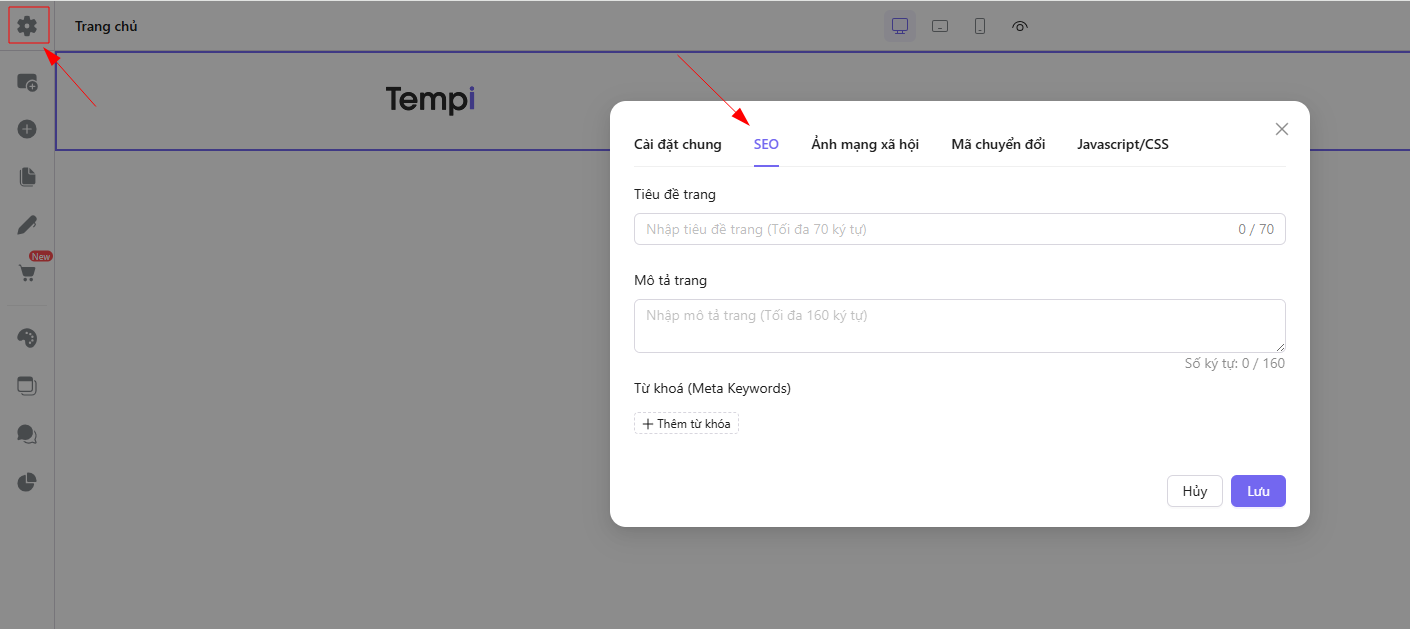 Trang chủ
New
Tempi
Cài đặt chung SEO Ảnh mạng xã hội Mã chuyển đổi Javascript/CSS
Tiêu đề trang
Nhập tiêu đề trang (Tối đa 70 ký tự) 0 / 70
Mô tả trang
Nhập mô tả trang (Tối đa 160 ký tự)
Số ký tự: 0 / 160
Từ khoá (Meta Keywords)
+ Thêm từ khóa
Hủy Lưu